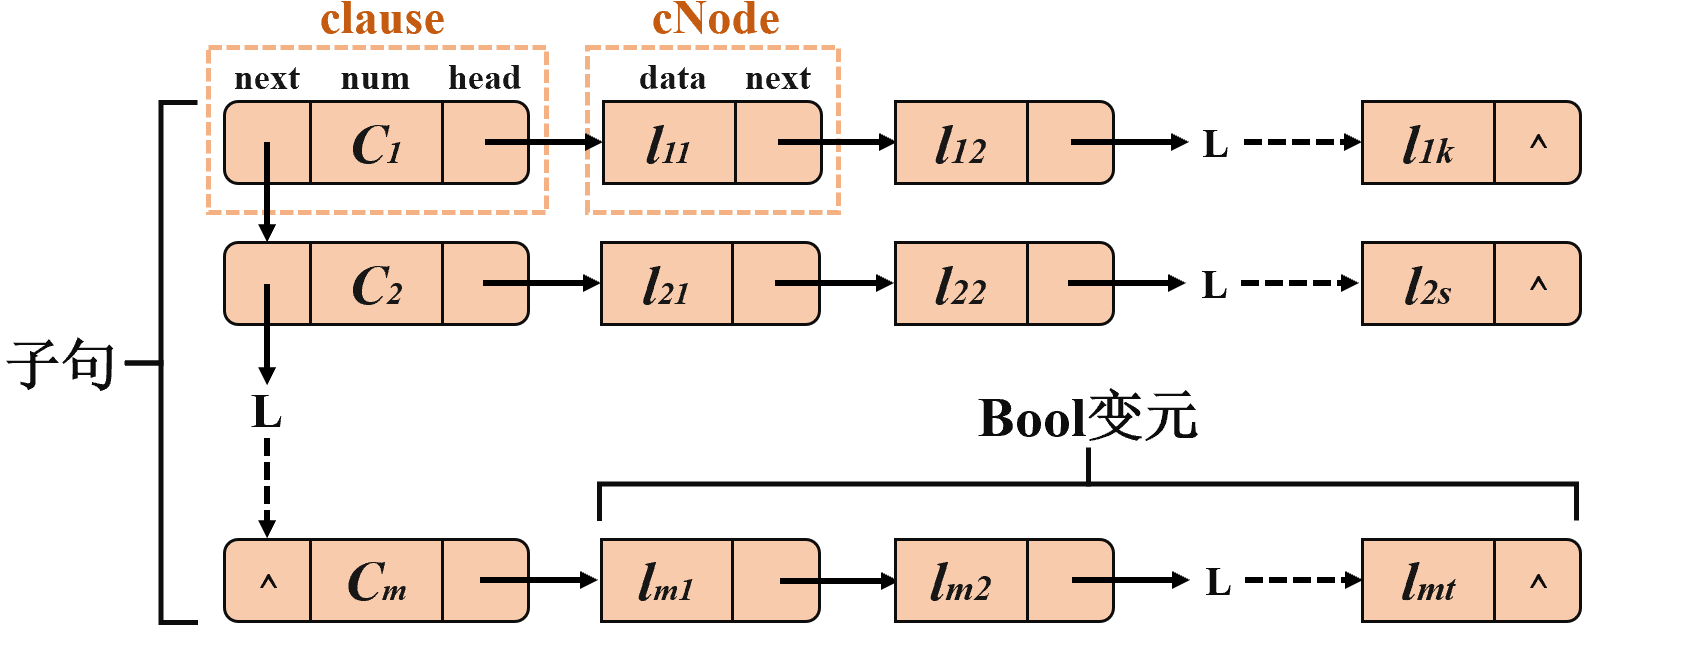 clause cNode
next num head data next
C1 l11 l12 L l1k ^
C2 l21 l22 L l2s ^
子句
L
Bool变元
^ Cm lm1 lm2 L lmt ^